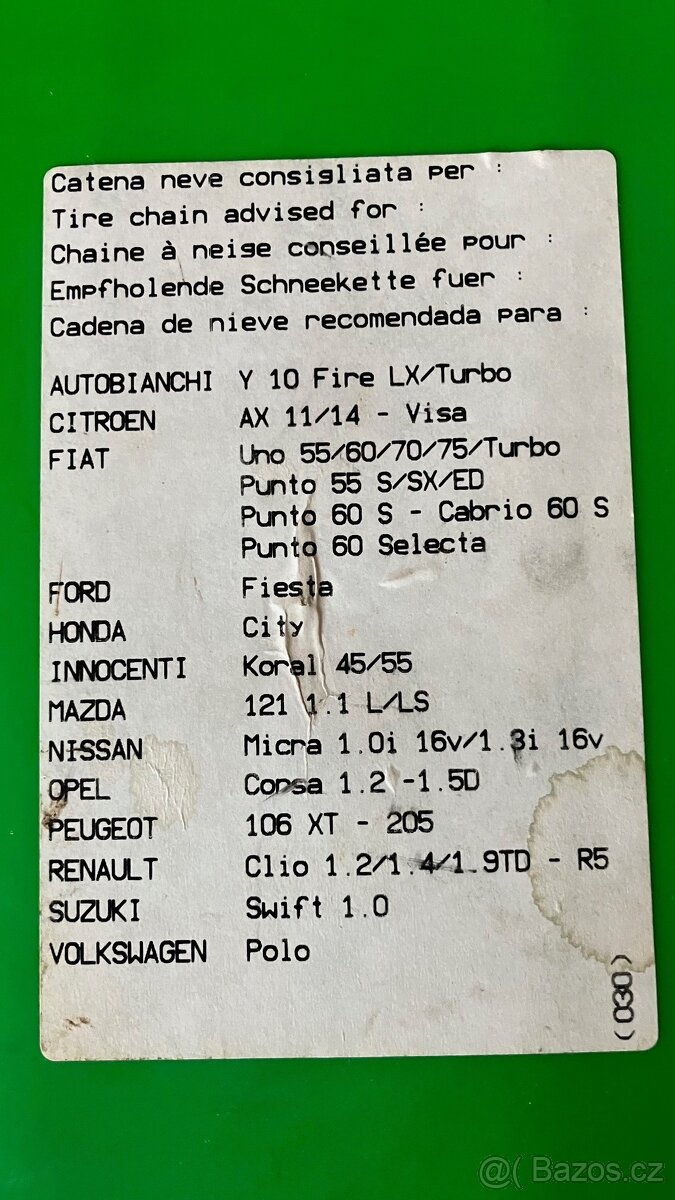 Catena neve consigliata per :
Tire chain advised for :
Chaine à neige conseillée pour :
Empfholende Schneekette fuer :
Cadena de nieve recomendada para :
AUTOBIANCHI Y 10 Fire LX/Turbo
CITROEN AX 11/14 - Visa
FIAT Uno 55/60/70/75/Turbo
Punto 55 S/SX/ED
Punto 60 S - Cabrio 60 S
Punto 60 Selecta
FORD Fiesta
HONDA City
INNOCENTI Koral 45/55
MAZDA 121 1.1 L/LS
NISSAN Micra 1.0i 16v/1.3i 16v
OPEL Corsa 1.2 -1.5D
PEUGEOT 106 XT - 205
RENAULT Clio 1.2/1.4/1.9TD - R5
SUZUKI Swift 1.0
VOLKSWAGEN Polo
(030)
@( Bazos.cz